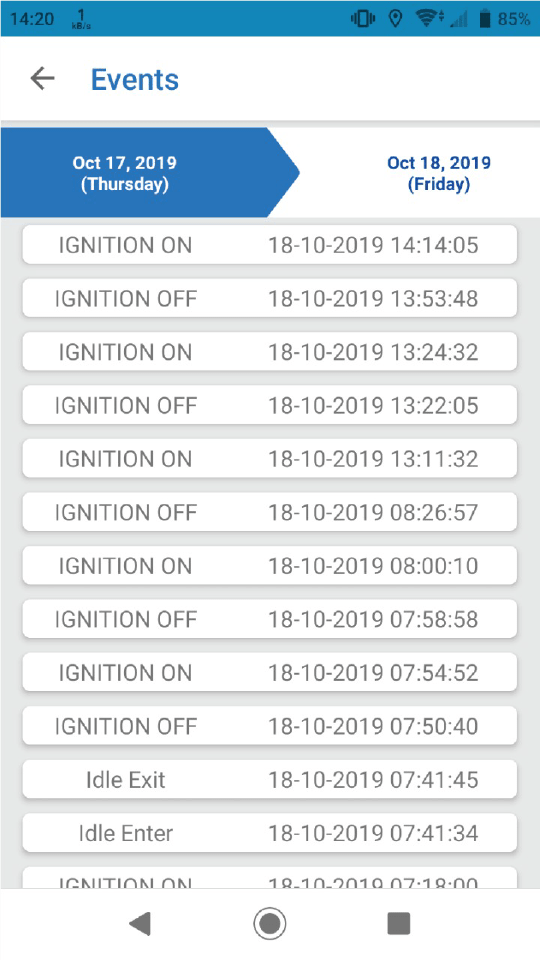 14:20 1 kB/s 85%
Events
Oct 17, 2019
(Thursday)
Oct 18, 2019
(Friday)
IGNITION ON 18-10-2019 14:14:05
IGNITION OFF 18-10-2019 13:53:48
IGNITION ON 18-10-2019 13:24:32
IGNITION OFF 18-10-2019 13:22:05
IGNITION ON 18-10-2019 13:11:32
IGNITION OFF 18-10-2019 08:26:57
IGNITION ON 18-10-2019 08:00:10
IGNITION OFF 18-10-2019 07:58:58
IGNITION ON 18-10-2019 07:54:52
IGNITION OFF 18-10-2019 07:50:40
Idle Exit 18-10-2019 07:41:45
Idle Enter 18-10-2019 07:41:34
IGNITION ON 18-10-2019 07:18:00